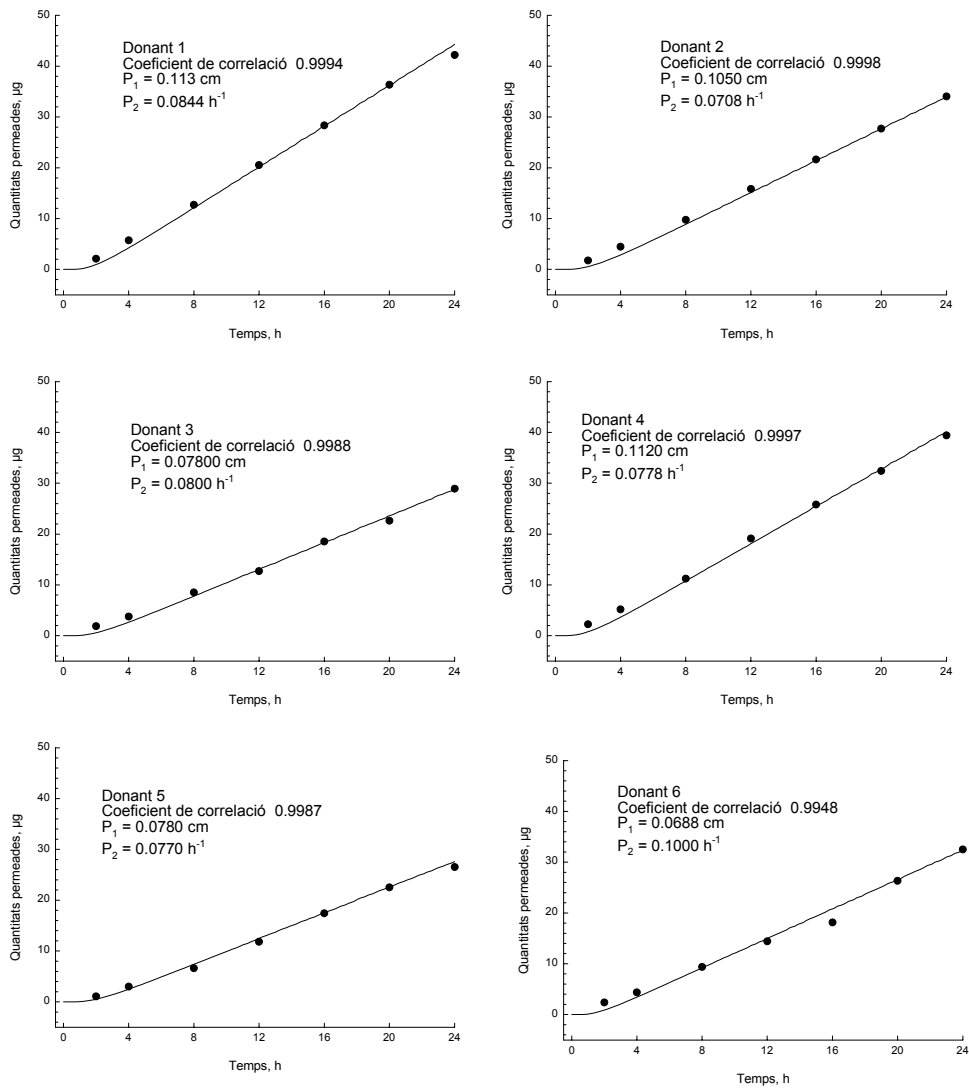 50
40
30
20
10
0
Quantitats permeades, µg
Donant 1
Coeficient de correlació 0.9994
P1 = 0.113 cm
P2 = 0.0844 h-1
0 4 8 12 16 20 24
Temps, h
50
40
30
20
10
0
Quantitats permeades, µg
Donant 2
Coeficient de correlació 0.9998
P1 = 0.1050 cm
P2 = 0.0708 h-1
0 4 8 12 16 20 24
Temps, h
50
40
30
20
10
0
Quantitats permeades, µg
Donant 3
Coeficient de correlació 0.9988
P1 = 0.07800 cm
P2 = 0.0800 h-1
0 4 8 12 16 20 24
Temps, h
50
40
30
20
10
0
Quantitats permeades, µg
Donant 4
Coeficient de correlació 0.9997
P1 = 0.1120 cm
P2 = 0.0778 h-1
0 4 8 12 16 20 24
Temps, h
50
40
30
20
10
0
Quantitats permeades, µg
Donant 5
Coeficient de correlació 0.9987
P1 = 0.0780 cm
P2 = 0.0770 h-1
0 4 8 12 16 20 24
Temps, h
50
40
30
20
10
0
Quantitats permeades, µg
Donant 6
Coeficient de correlació 0.9948
P1 = 0.0688 cm
P2 = 0.1000 h-1
0 4 8 12 16 20 24
Temps, h